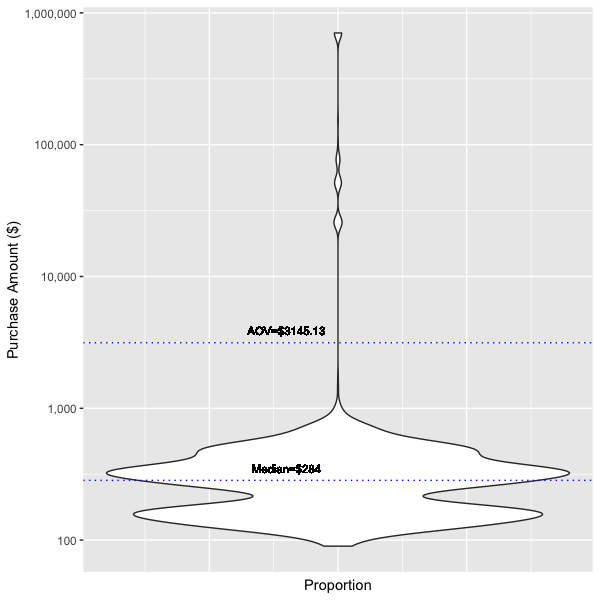 1,000,000
100,000
10,000
1,000
100
Purchase Amount ($)
AOV=$3145.13
Median=$284
Proportion